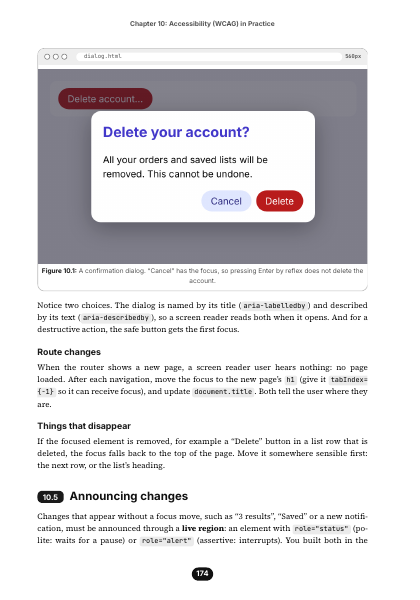 Chapter 10: Accessibility (WCAG) in Practice
dialog.html
560px
Delete account...
Delete your account?
All your orders and saved lists will be
removed. This cannot be undone.
Cancel
Delete
Figure 10.1: A confirmation dialog. "Cancel" has the focus, so pressing Enter by reflex does not delete the
account.
Notice two choices. The dialog is named by its title (aria-labelledby) and described
by its text (aria-describedby), so a screen reader reads both when it opens. And for a
destructive action, the safe button gets the first focus.
Route changes
When the router shows a new page, a screen reader user hears nothing: no page
loaded. After each navigation, move the focus to the new page's h1 (give it tabIndex=
{-1} so it can receive focus), and update document.title. Both tell the user where they
are.
Things that disappear
If the focused element is removed, for example a "Delete" button in a list row that is
deleted, the focus falls back to the top of the page. Move it somewhere sensible first:
the next row, or the list's heading.
10.5 Announcing changes
Changes that appear without a focus move, such as "3 results", "Saved" or a new notifi-
cation, must be announced through a live region: an element with role="status" (po-
lite: waits for a pause) or role="alert" (assertive: interrupts). You built both in the
174